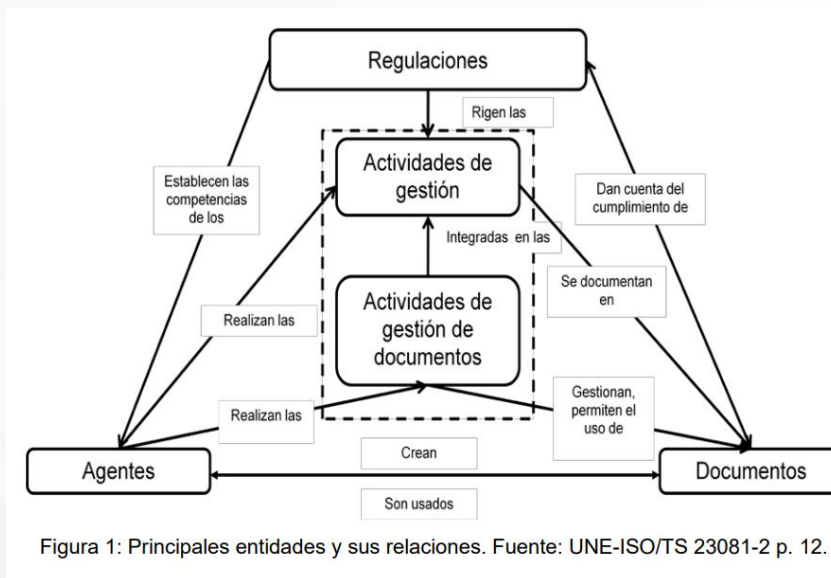 Regulaciones
Rigen las
Actividades de
gestión
Establecen las
competencias
de los
Dan cuenta del
cumplimiento de
Integradas en las
Se documentan
en
Actividades de
gestión de
documentos
Realizan las
Realizan las
Gestionan,
permiten el
uso de
Agentes
Crean
Documentos
Son usados
Figura 1: Principales entidades y sus relaciones. Fuente: UNE-ISO/TS 23081-2 p. 12.